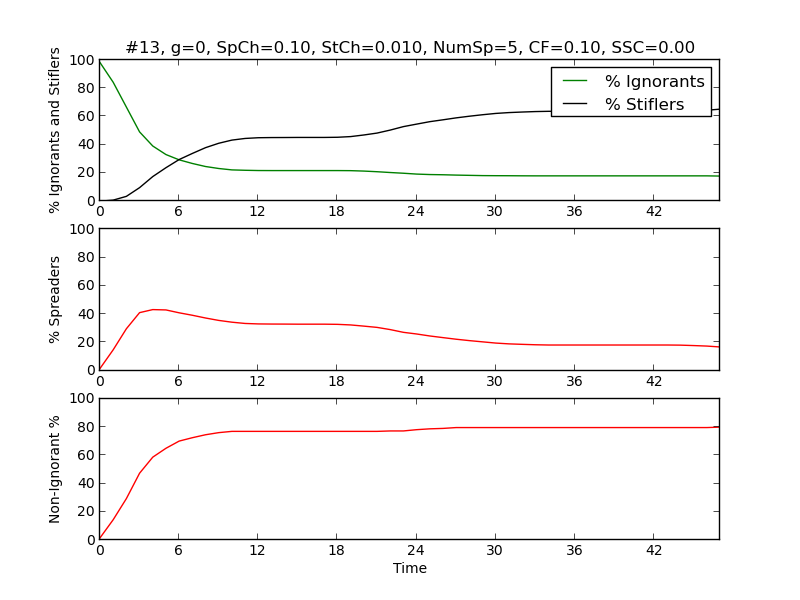 #13, g=0, SpCh=0.10, StCh=0.010, NumSp=5, CF=0.10, SSC=0.00
% Ignorants and Stiflers
100
80
60
40
20
0
% Ignorants
% Stiflers
0 6 12 18 24 30 36 42
% Spreaders
100
80
60
40
20
0
0 6 12 18 24 30 36 42
Non-Ignorant %
100
80
60
40
20
0
0 6 12 18 24 30 36 42
Time